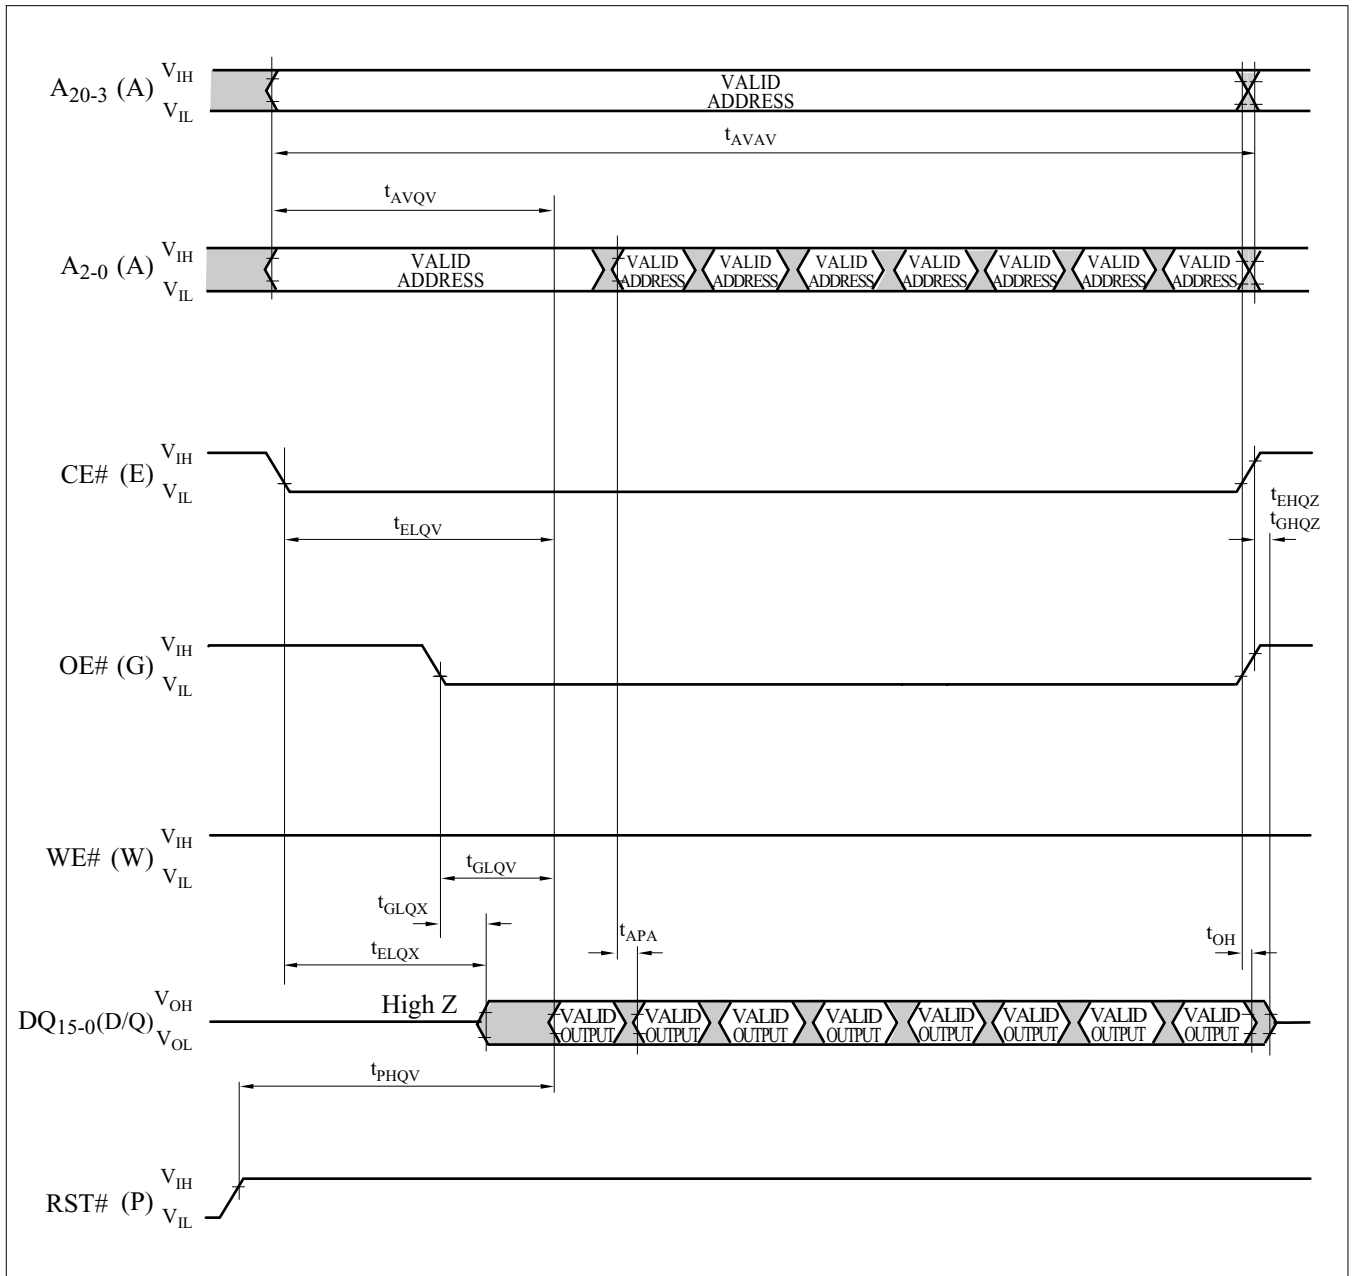 A20-3 (A) VIH
VIL
VALID
ADDRESS
tAVAV
tAVQV
A2-0 (A) VIH
VIL
VALID
ADDRESS
VALID
ADDRESS
VALID
ADDRESS
VALID
ADDRESS
VALID
ADDRESS
VALID
ADDRESS
VALID
ADDRESS
VALID
ADDRESS
CE# (E) VIH
VIL
tELQV
tEHQZ
tGHQZ
OE# (G) VIH
VIL
WE# (W) VIH
VIL
tGLQV
tGLQX
tAPA
tOH
tELQX
DQ15-0(D/Q) VOH
VOL
High Z
VALID
OUTPUT
VALID
OUTPUT
VALID
OUTPUT
VALID
OUTPUT
VALID
OUTPUT
VALID
OUTPUT
VALID
OUTPUT
VALID
OUTPUT
tPHQV
RST# (P) VIH
VIL